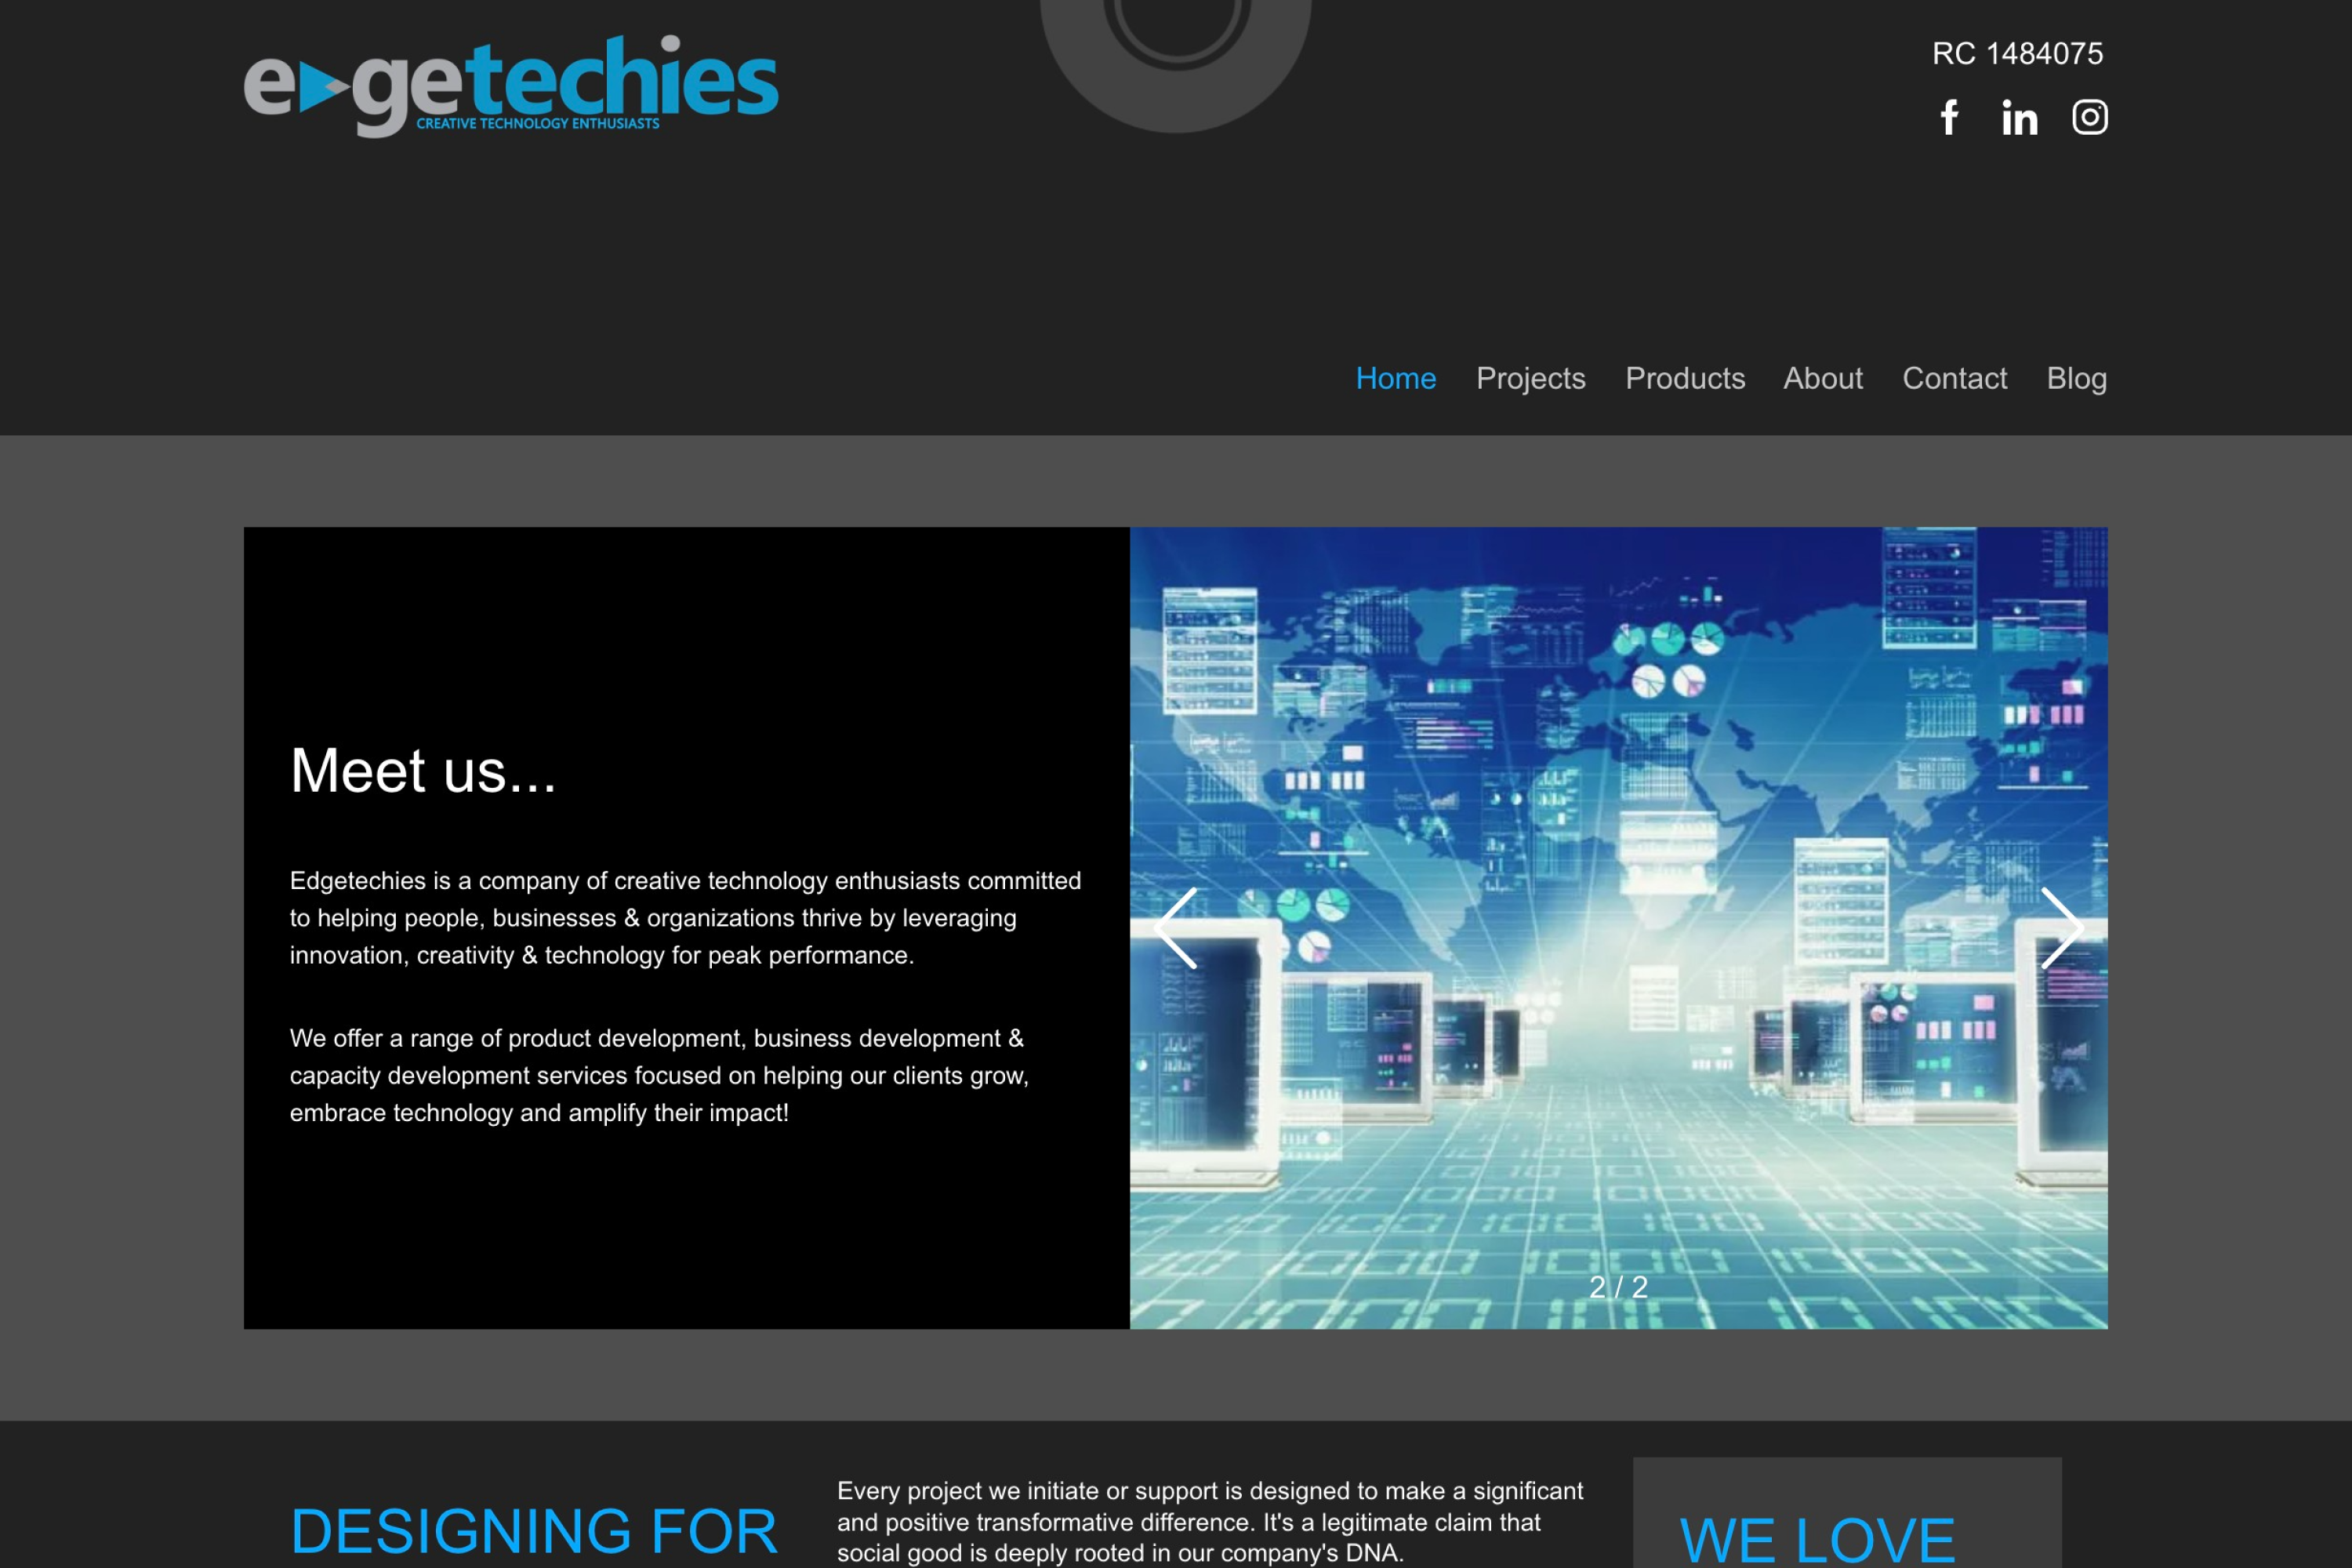 e▶getechies
CREATIVE TECHNOLOGY ENTHUSIASTS
RC 1484075
f
in
Home Projects Products About Contact Blog
Meet us...
Edgetechies is a company of creative technology enthusiasts committed
to helping people, businesses & organizations thrive by leveraging
innovation, creativity & technology for peak performance.
We offer a range of product development, business development &
capacity development services focused on helping our clients grow,
embrace technology and amplify their impact!
2 / 2
DESIGNING FOR
Every project we initiate or support is designed to make a significant
and positive transformative difference. It's a legitimate claim that
social good is deeply rooted in our company's DNA.
WE LOVE